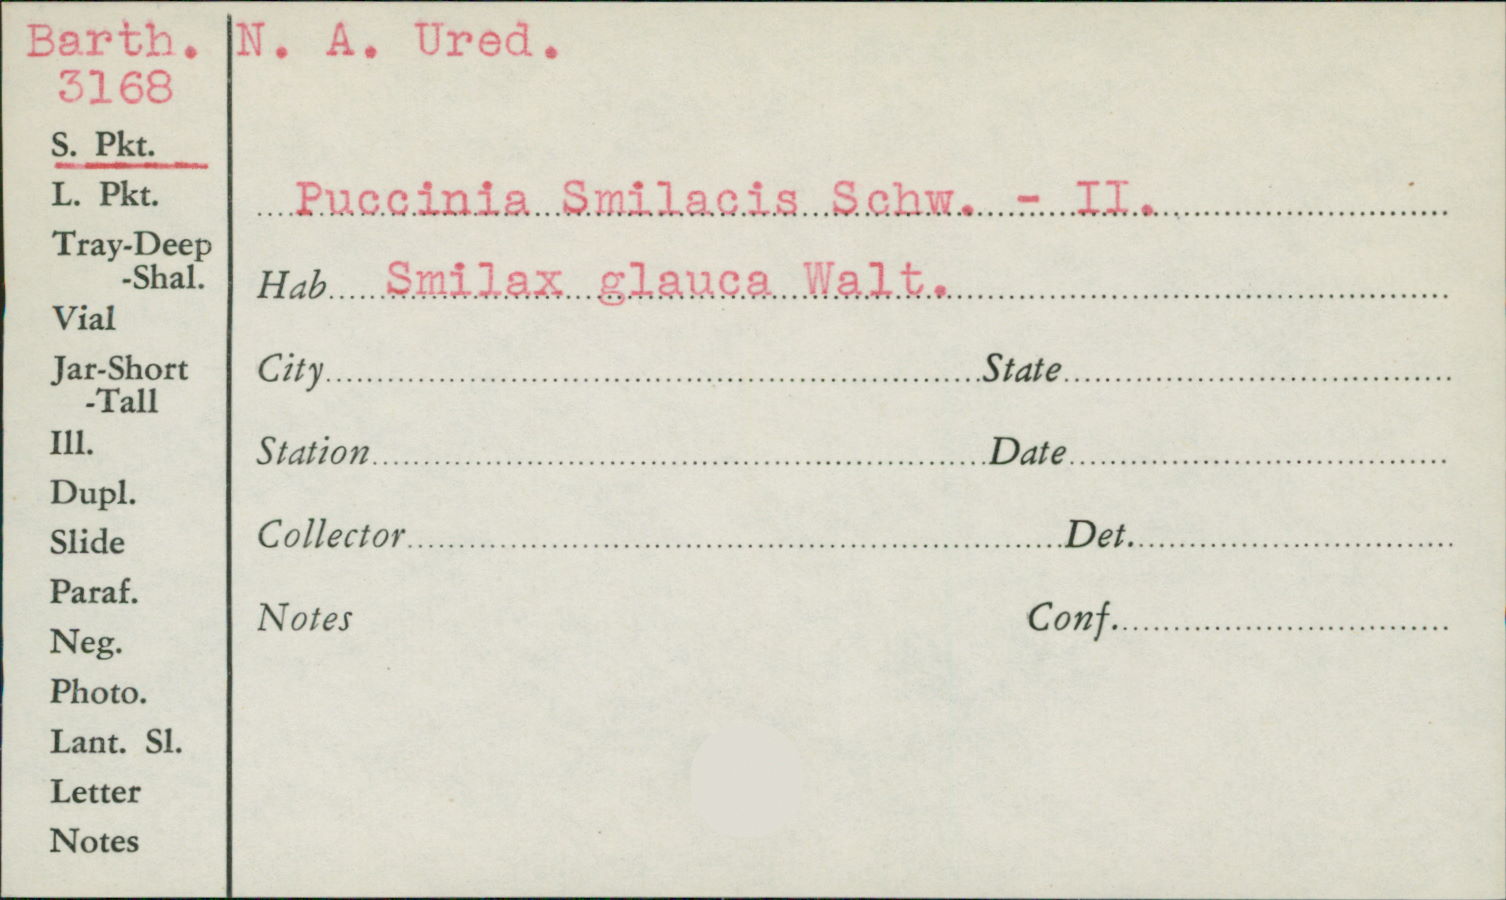 Barth. N. A. Ured.
3168
S. Pkt.
L. Pkt.
Tray-Deep
-Shal.
Vial
Jar-Short
-Tall
Ill.
Dupl.
Slide
Paraf.
Neg.
Photo.
Lant. Sl.
Letter
Notes
Puccinia Smilacis Schw. - II.
Hab Smilax glauca Walt.
City State
Station Date
Collector Det.
Notes Conf.